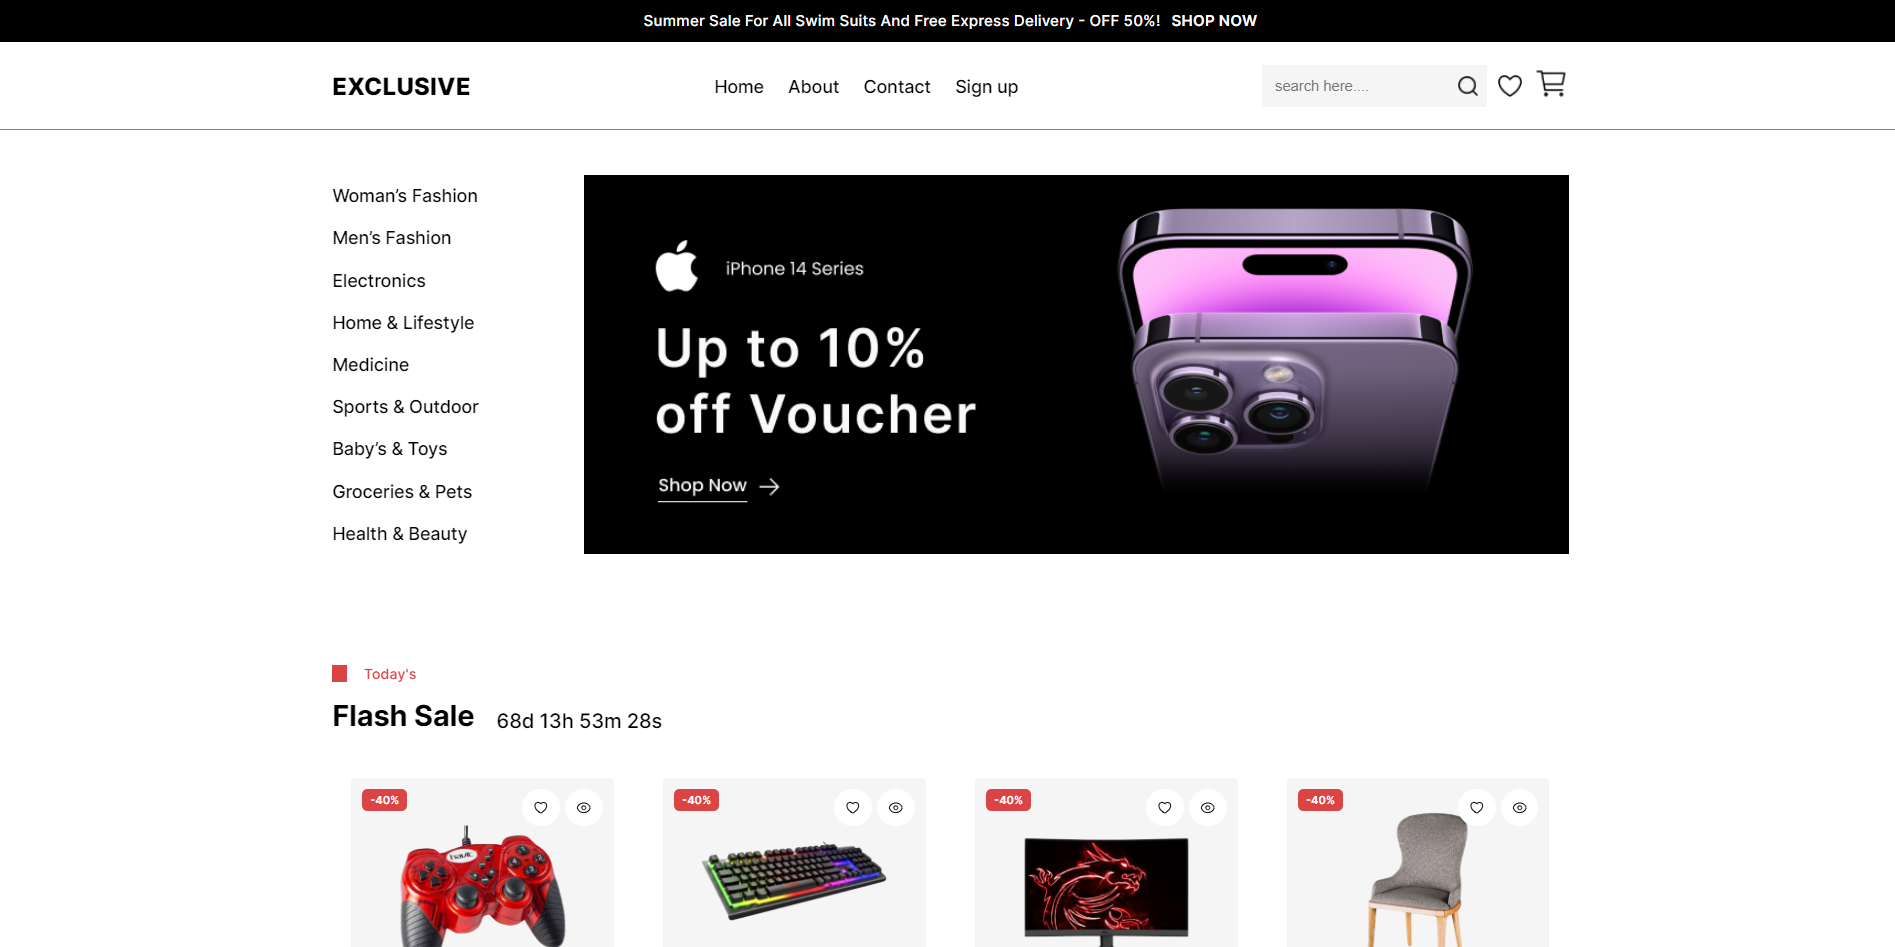 Summer Sale For All Swim Suits And Free Express Delivery - OFF 50%! SHOP NOW
EXCLUSIVE
Home About Contact Sign up
search here....
Woman’s Fashion
Men’s Fashion
Electronics
Home & Lifestyle
Medicine
Sports & Outdoor
Baby’s & Toys
Groceries & Pets
Health & Beauty
iPhone 14 Series
Up to 10%
off Voucher
Shop Now
Today's
Flash Sale 68d 13h 53m 28s
-40% -40% -40% -40%